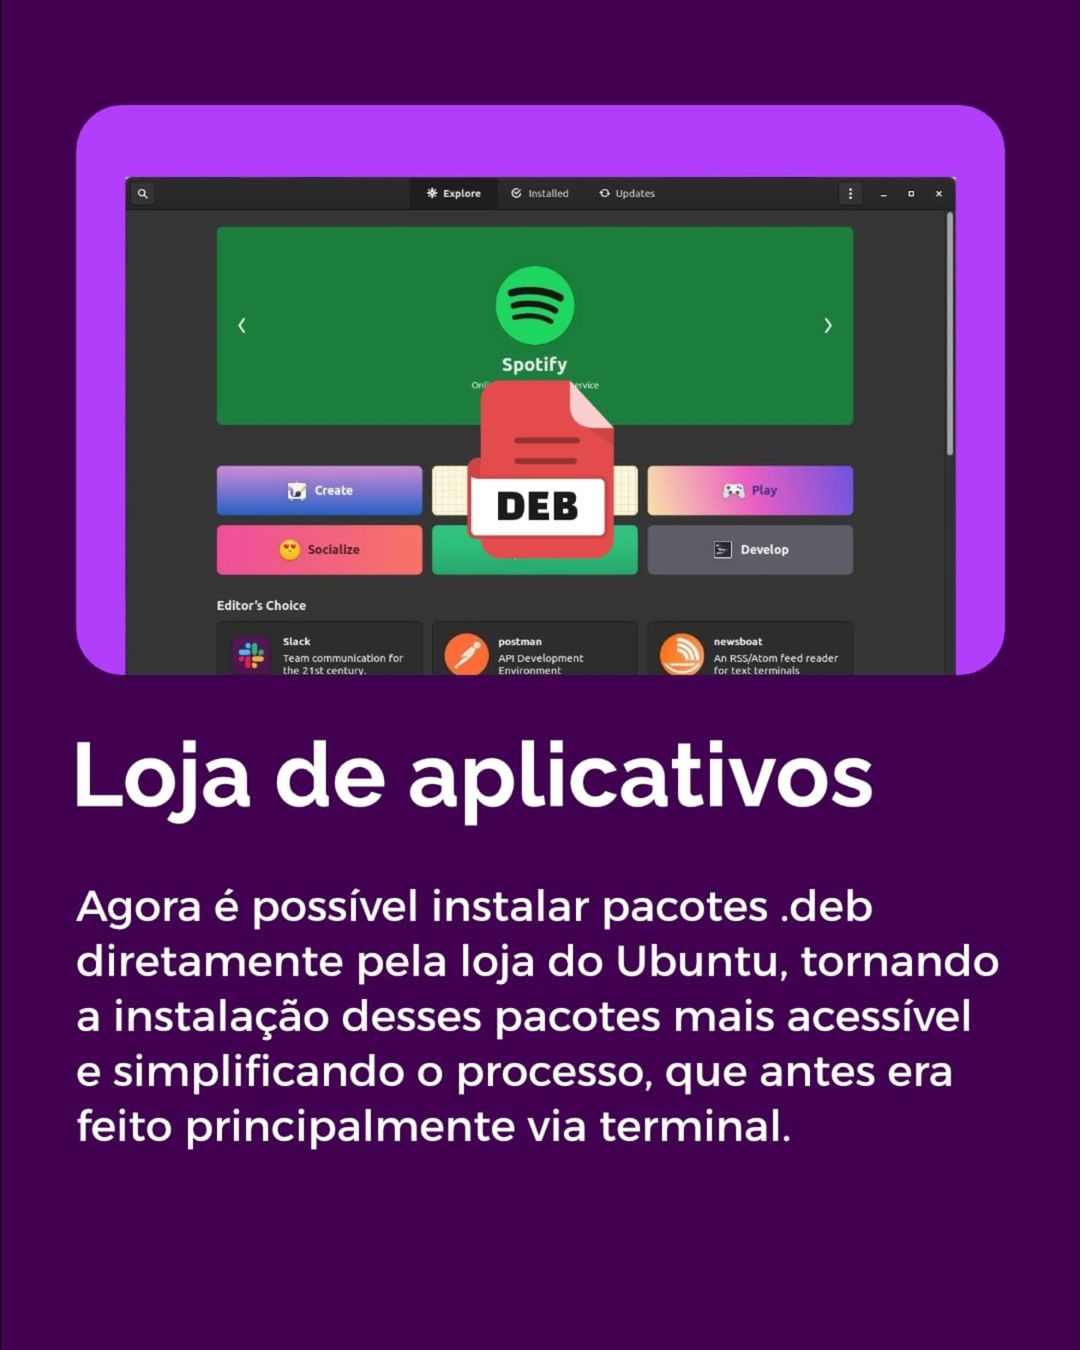 Explore Installed Updates
Spotify
Create
Play
DEB
Socialize
Develop
Editor's Choice
Slack
Team communication for
the 21st century.
postman
API Development
Environment
newsboat
An RSS/Atom feed reader
for text terminals
Loja de aplicativos
Agora é possível instalar pacotes .deb
diretamente pela loja do Ubuntu, tornando
a instalação desses pacotes mais acessível
e simplificando o processo, que antes era
feito principalmente via terminal.